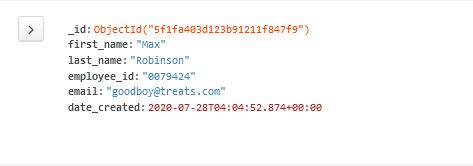 _id: ObjectId("5f1fa403d123b91211f847f9")
first_name: "Max"
last_name: "Robinson"
employee_id: "0079424"
email: "goodboy@treats.com"
date_created: 2020-07-28T04:04:52.874+00:00